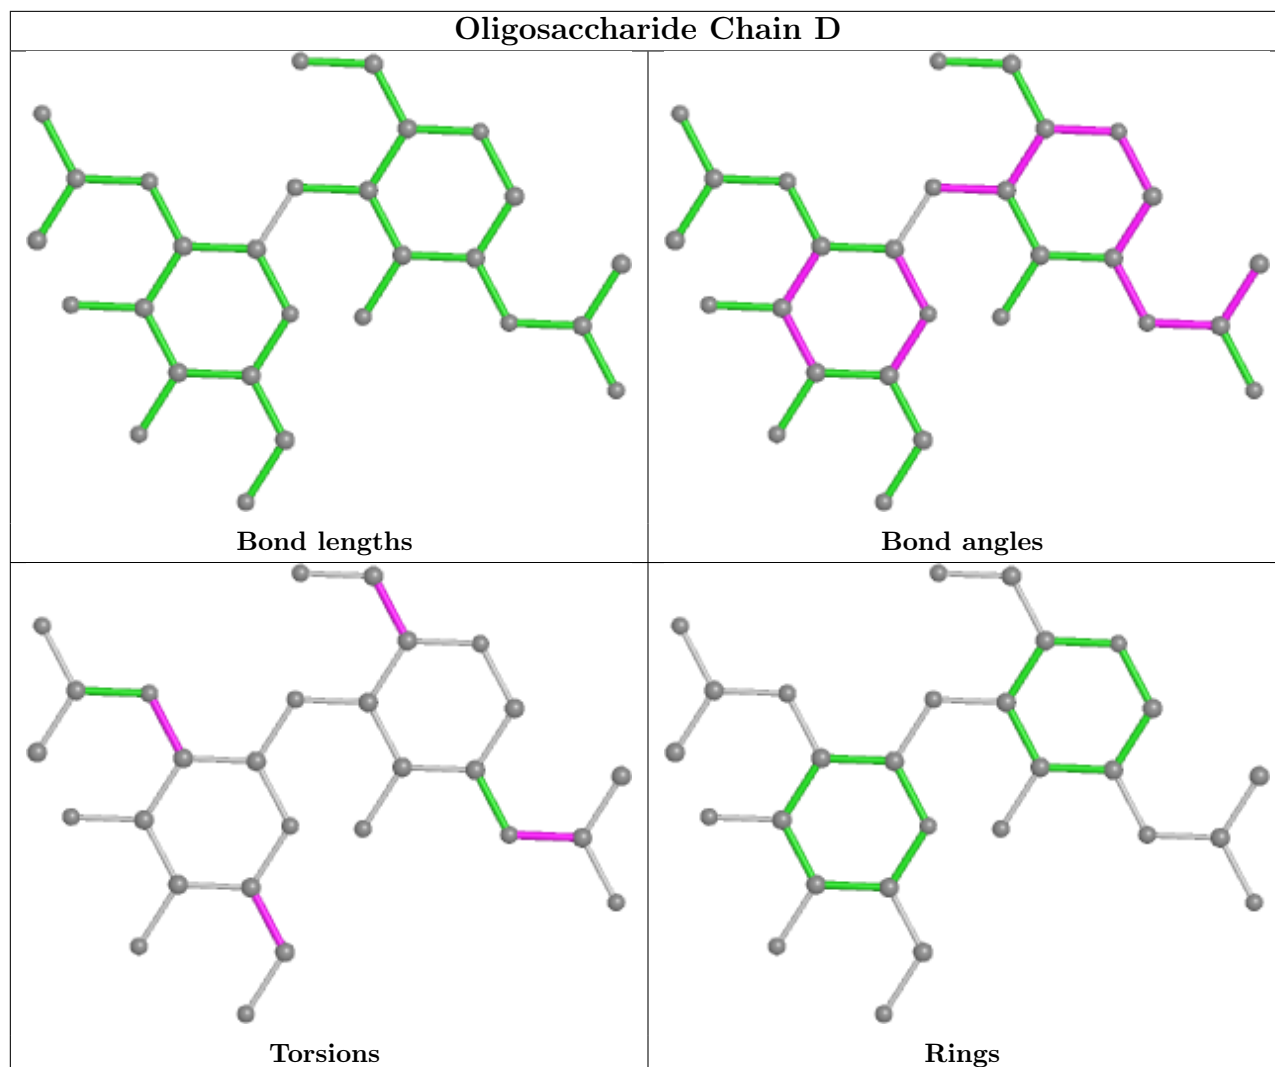 Oligosaccharide Chain D
Bond lengths
Bond angles
Torsions
Rings